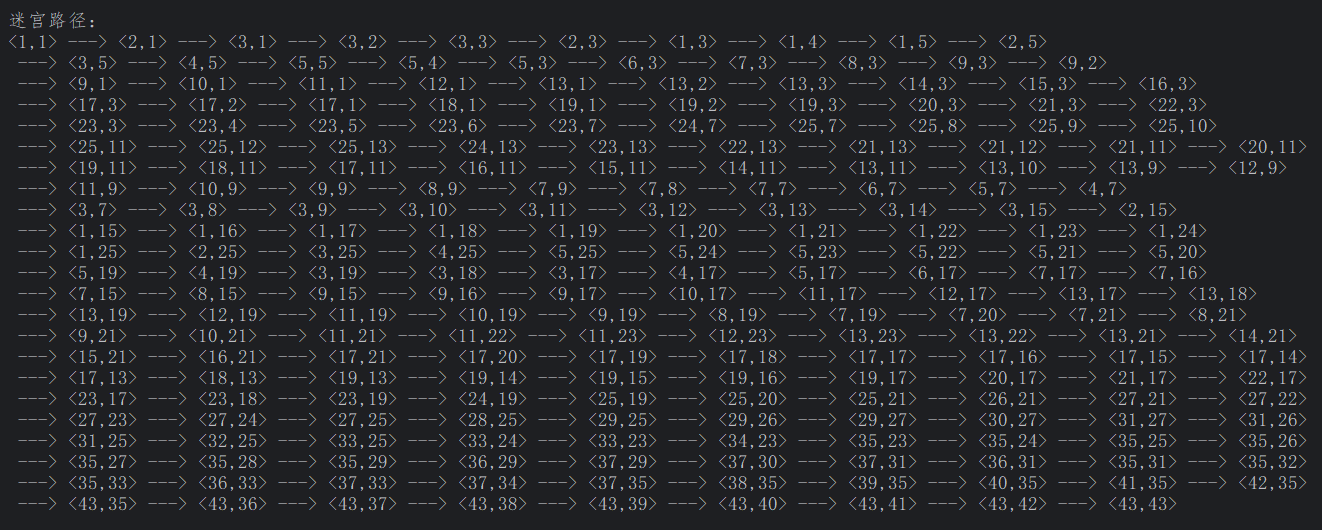 迷宫路径：
<1,1> ---> <2,1> ---> <3,1> ---> <3,2> ---> <3,3> ---> <2,3> ---> <1,3> ---> <1,4> ---> <1,5> ---> <2,5>
---> <3,5> ---> <4,5> ---> <5,5> ---> <5,4> ---> <5,3> ---> <6,3> ---> <7,3> ---> <8,3> ---> <9,3> ---> <9,2>
---> <9,1> ---> <10,1> ---> <11,1> ---> <12,1> ---> <13,1> ---> <13,2> ---> <13,3> ---> <14,3> ---> <15,3> ---> <16,3>
---> <17,3> ---> <17,2> ---> <17,1> ---> <18,1> ---> <19,1> ---> <19,2> ---> <19,3> ---> <20,3> ---> <21,3> ---> <22,3>
---> <23,3> ---> <23,4> ---> <23,5> ---> <23,6> ---> <23,7> ---> <24,7> ---> <25,7> ---> <25,8> ---> <25,9> ---> <25,10>
---> <25,11> ---> <25,12> ---> <25,13> ---> <24,13> ---> <23,13> ---> <22,13> ---> <21,13> ---> <21,12> ---> <21,11> ---> <20,11>
---> <19,11> ---> <18,11> ---> <17,11> ---> <16,11> ---> <15,11> ---> <14,11> ---> <13,11> ---> <13,10> ---> <13,9> ---> <12,9>
---> <11,9> ---> <10,9> ---> <9,9> ---> <8,9> ---> <7,9> ---> <7,8> ---> <7,7> ---> <6,7> ---> <5,7> ---> <4,7>
---> <3,7> ---> <3,8> ---> <3,9> ---> <3,10> ---> <3,11> ---> <3,12> ---> <3,13> ---> <3,14> ---> <3,15> ---> <2,15>
---> <1,15> ---> <1,16> ---> <1,17> ---> <1,18> ---> <1,19> ---> <1,20> ---> <1,21> ---> <1,22> ---> <1,23> ---> <1,24>
---> <1,25> ---> <2,25> ---> <3,25> ---> <4,25> ---> <5,25> ---> <5,24> ---> <5,23> ---> <5,22> ---> <5,21> ---> <5,20>
---> <5,19> ---> <4,19> ---> <3,19> ---> <3,18> ---> <3,17> ---> <4,17> ---> <5,17> ---> <6,17> ---> <7,17> ---> <7,16>
---> <7,15> ---> <8,15> ---> <9,15> ---> <9,16> ---> <9,17> ---> <10,17> ---> <11,17> ---> <12,17> ---> <13,17> ---> <13,18>
---> <13,19> ---> <12,19> ---> <11,19> ---> <10,19> ---> <9,19> ---> <8,19> ---> <7,19> ---> <7,20> ---> <7,21> ---> <8,21>
---> <9,21> ---> <10,21> ---> <11,21> ---> <11,22> ---> <11,23> ---> <12,23> ---> <13,23> ---> <13,22> ---> <13,21> ---> <14,21>
---> <15,21> ---> <16,21> ---> <17,21> ---> <17,20> ---> <17,19> ---> <17,18> ---> <17,17> ---> <17,16> ---> <17,15> ---> <17,14>
---> <17,13> ---> <18,13> ---> <19,13> ---> <19,14> ---> <19,15> ---> <19,16> ---> <19,17> ---> <20,17> ---> <21,17> ---> <22,17>
---> <23,17> ---> <23,18> ---> <23,19> ---> <24,19> ---> <25,19> ---> <25,20> ---> <25,21> ---> <26,21> ---> <27,21> ---> <27,22>
---> <27,23> ---> <27,24> ---> <27,25> ---> <28,25> ---> <29,25> ---> <29,26> ---> <29,27> ---> <30,27> ---> <31,27> ---> <31,26>
---> <31,25> ---> <32,25> ---> <33,25> ---> <33,24> ---> <33,23> ---> <34,23> ---> <35,23> ---> <35,24> ---> <35,25> ---> <35,26>
---> <35,27> ---> <35,28> ---> <35,29> ---> <36,29> ---> <37,29> ---> <37,30> ---> <37,31> ---> <36,31> ---> <35,31> ---> <35,32>
---> <35,33> ---> <36,33> ---> <37,33> ---> <37,34> ---> <37,35> ---> <38,35> ---> <39,35> ---> <40,35> ---> <41,35> ---> <42,35>
---> <43,35> ---> <43,36> ---> <43,37> ---> <43,38> ---> <43,39> ---> <43,40> ---> <43,41> ---> <43,42> ---> <43,43>